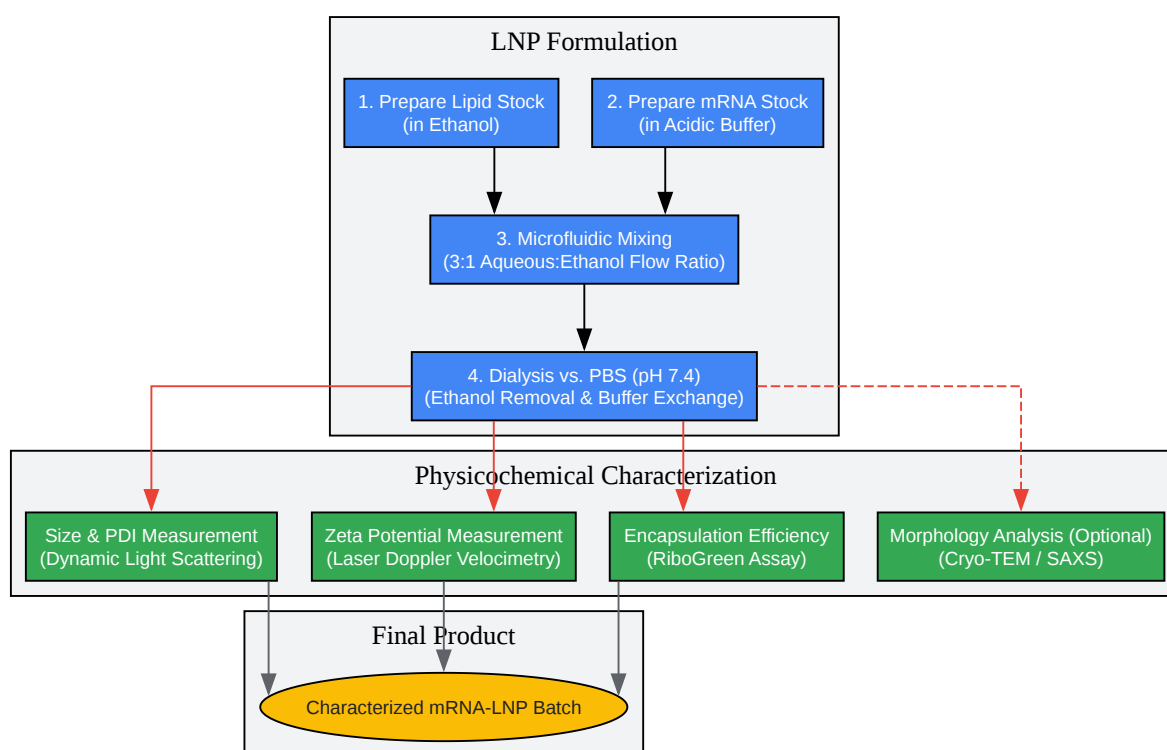 LNP Formulation
1. Prepare Lipid Stock
(in Ethanol)
2. Prepare mRNA Stock
(in Acidic Buffer)
3. Microfluidic Mixing
(3:1 Aqueous:Ethanol Flow Ratio)
4. Dialysis vs. PBS (pH 7.4)
(Ethanol Removal & Buffer Exchange)
Physicochemical Characterization
Size & PDI Measurement
(Dynamic Light Scattering)
Zeta Potential Measurement
(Laser Doppler Velocimetry)
Encapsulation Efficiency
(RiboGreen Assay)
Morphology Analysis (Optional)
(Cryo-TEM / SAXS)
Final Product
Characterized mRNA-LNP Batch